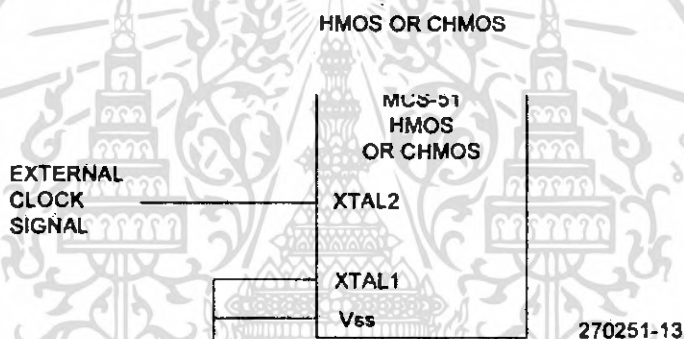 HMOS OR CHMOS
MCS-51
HMOS
OR CHMOS
EXTERNAL
CLOCK
SIGNAL
XTAL2
XTAL1
Vss
270251-13